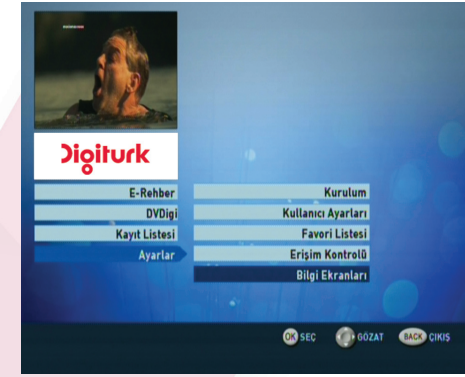 Digiturk
E-Rehber
DVDigi
Kayıt Listesi
Ayarlar
Kurulum
Kullanıcı Ayarları
Favori Listesi
Erişim Kontrolü
Bilgi Ekranları
OK SEÇ GÖZAT BACK ÇIKIŞ